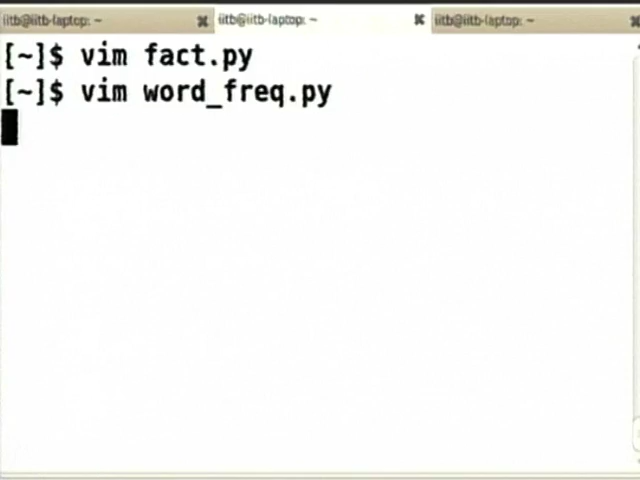 iitb@iitb-laptop: ~ iitb@iitb-laptop: ~ iitb@iitb-laptop: ~
[~]$ vim fact.py
[~]$ vim word_freq.py